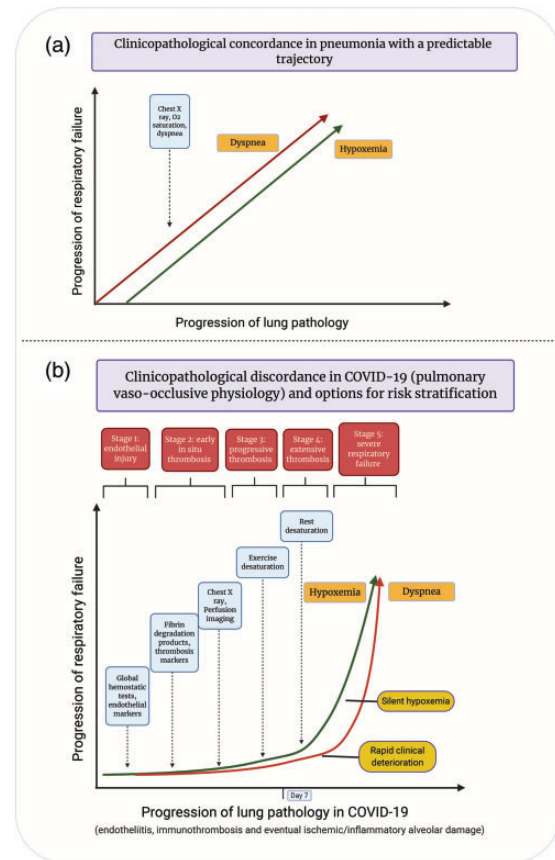 (a)
Clinicopathological concordance in pneumonia with a predictable
trajectory
Progression of respiratory failure
Chest X
ray, O2
saturation,
dyspnea
Dyspnea
Hypoxemia
Progression of lung pathology
(b)
Clinicopathological discordance in COVID-19 (pulmonary
vaso-occlusive physiology) and options for risk stratification
Stage 1:
endothelial
injury
Stage 2: early
in situ
thrombosis
Stage 3:
progressive
thrombosis
Stage 4:
extensive
thrombosis
Stage 5:
severe
respiratory
failure
Progression of respiratory failure
Global
hemostatic
tests,
endothelial
markers
Fibrin
degradation
products,
thrombosis
markers
Chest X
ray,
Perfusion
imaging
Exercise
desaturation
Rest
desaturation
Hypoxemia
Dyspnea
Silent hypoxemia
Rapid clinical
deterioration
Day 7
Progression of lung pathology in COVID-19
(endotheliitis, immunothrombosis and eventual ischemic/inflammatory alveolar damage)